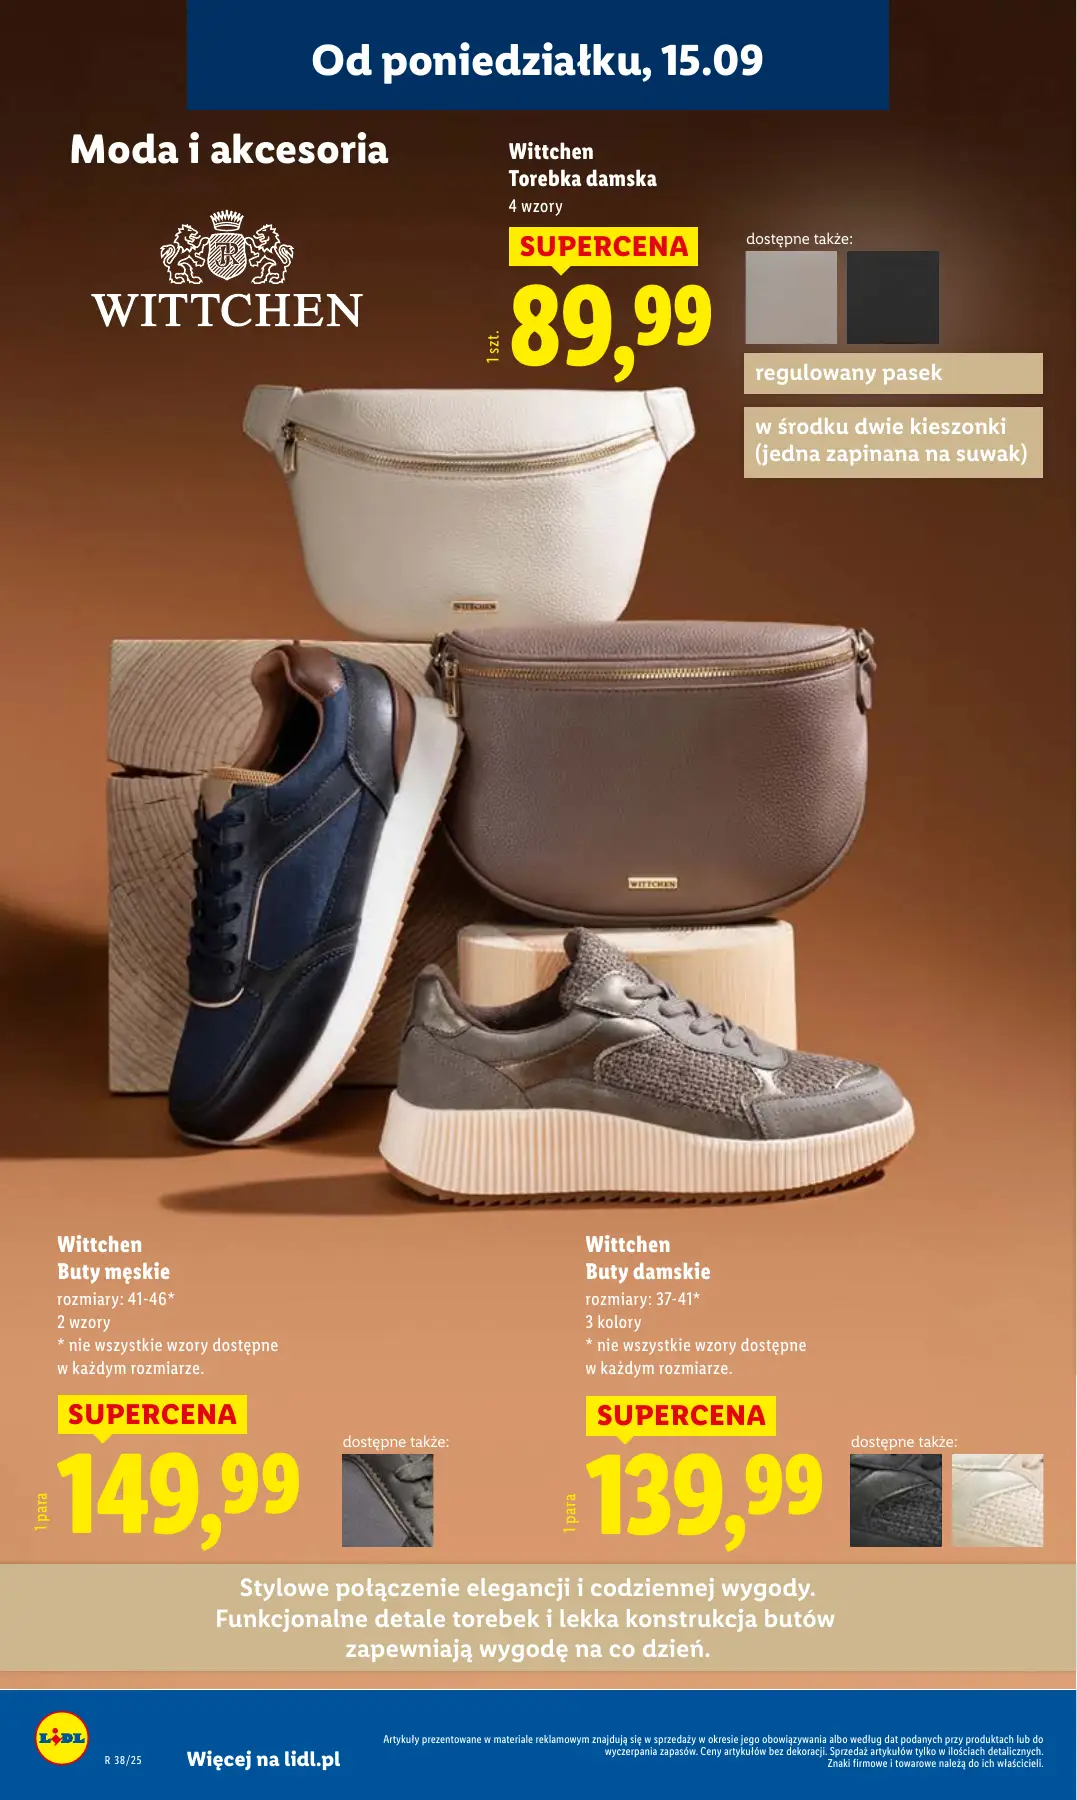 Od poniedziałku, 15.09
Moda i akcesoria
WITTCHEN
Wittchen
Torebka damska
4 wzory
SUPERCENA
1 szt.
89,99
dostępne także:
regulowany pasek
w środku dwie kieszonki
(jedna zapinana na suwak)
WITTCHEN
WITTCHEN
Wittchen
Buty męskie
rozmiary: 41-46*
2 wzory
* nie wszystkie wzory dostępne
w każdym rozmiarze.
SUPERCENA
1 para
149,99
dostępne także:
Wittchen
Buty damskie
rozmiary: 37-41*
3 kolory
* nie wszystkie wzory dostępne
w każdym rozmiarze.
SUPERCENA
1 para
139,99
dostępne także:
Stylowe połączenie elegancji i codziennej wygody.
Funkcjonalne detale torebek i lekka konstrukcja butów
zapewniają wygodę na co dzień.
LIDL
R 38/25
Więcej na lidl.pl
Artykuły prezentowane w materiale reklamowym znajdują się w sprzedaży w okresie jego obowiązywania albo według dat podanych przy produktach lub do
wyczerpania zapasów. Ceny artykułów bez dekoracji. Sprzedaż artykułów tylko w ilościach detalicznych.
Znaki firmowe i towarowe należą do ich właścicieli.